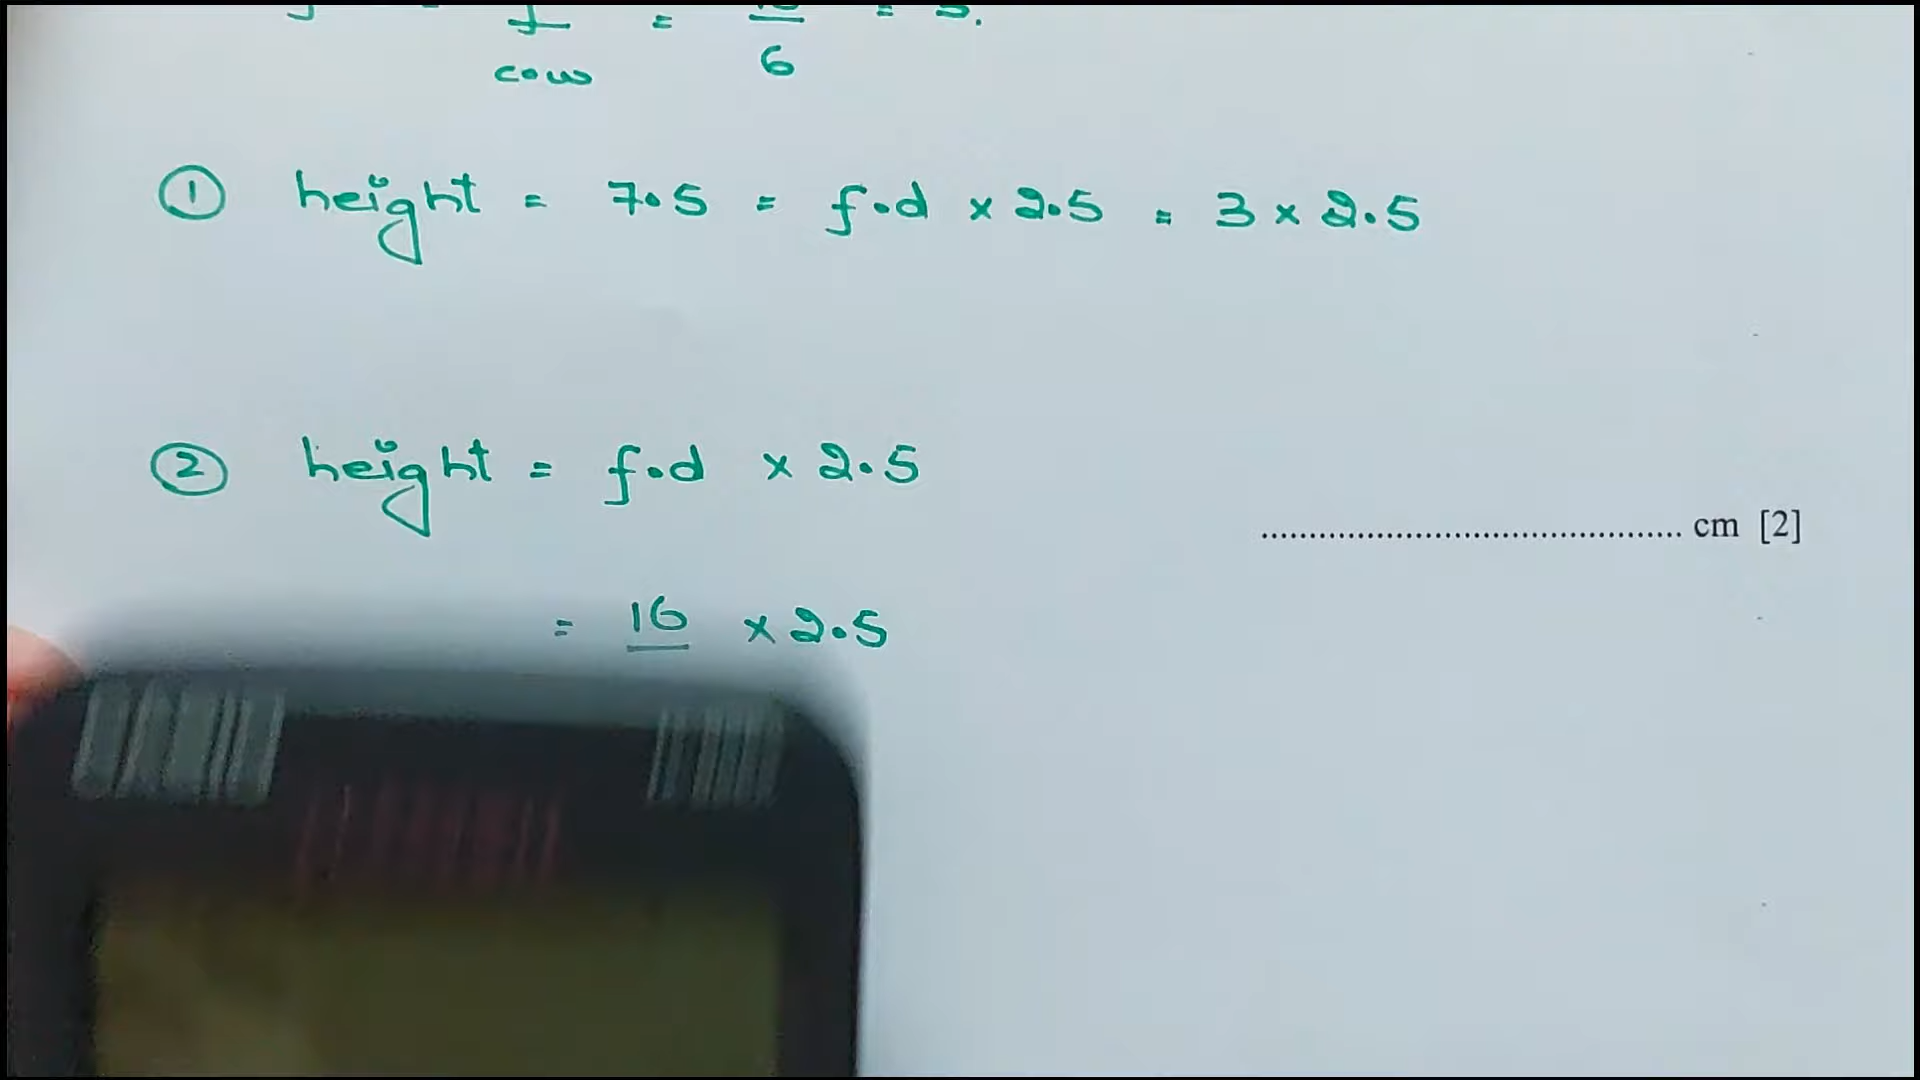 = = 
cow 6
① height = 7.5 = f.d × 2.5 = 3 × 2.5
② height = f.d × 2.5
.......................................... cm [2]
= 16 × 2.5